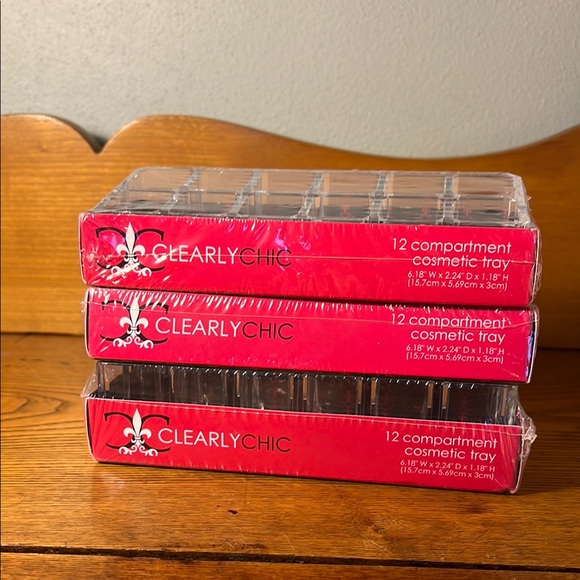 CLEARLYCHIC
12 compartment
cosmetic tray
6.18" W x 2.24" D x 1.18" H
(15,7cm x 5.69cm x 3cm)
CLEARLYCHIC
12 compartment
cosmetic tray
6.18" W x 2.24" D x 1.18" H
(15,7cm x 5.69cm x 3cm)
CLEARLYCHIC
12 compartment
cosmetic tray
6.18" W x 2.24" D x 1.18" H
(15,7cm x 5.69cm x 3cm)